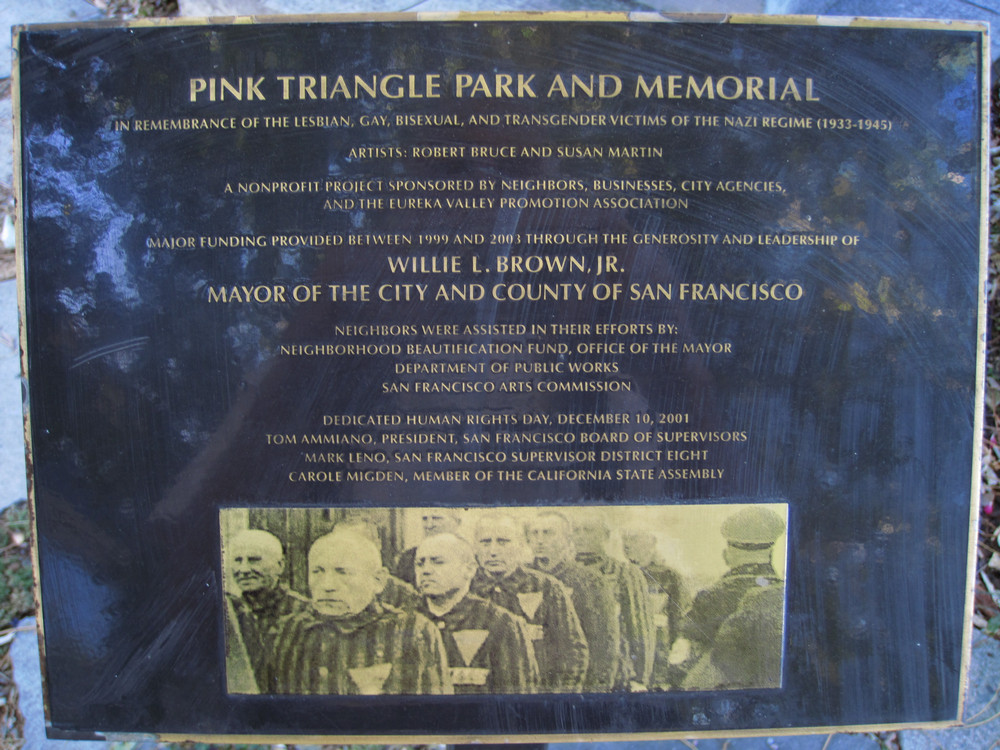 PINK TRIANGLE PARK AND MEMORIAL
IN REMEMBRANCE OF THE LESBIAN, GAY, BISEXUAL, AND TRANSGENDER VICTIMS OF THE NAZI REGIME (1933-1945)
ARTISTS: ROBERT BRUCE AND SUSAN MARTIN
A NONPROFIT PROJECT SPONSORED BY NEIGHBORS, BUSINESSES, CITY AGENCIES,
AND THE EUREKA VALLEY PROMOTION ASSOCIATION
MAJOR FUNDING PROVIDED BETWEEN 1999 AND 2003 THROUGH THE GENEROSITY AND LEADERSHIP OF
WILLIE L. BROWN, JR.
MAYOR OF THE CITY AND COUNTY OF SAN FRANCISCO
NEIGHBORS WERE ASSISTED IN THEIR EFFORTS BY:
NEIGHBORHOOD BEAUTIFICATION FUND, OFFICE OF THE MAYOR
DEPARTMENT OF PUBLIC WORKS
SAN FRANCISCO ARTS COMMISSION
DEDICATED HUMAN RIGHTS DAY, DECEMBER 10, 2001
TOM AMMIANO, PRESIDENT, SAN FRANCISCO BOARD OF SUPERVISORS
MARK LENO, SAN FRANCISCO SUPERVISOR DISTRICT EIGHT
CAROLE MIGDEN, MEMBER OF THE CALIFORNIA STATE ASSEMBLY